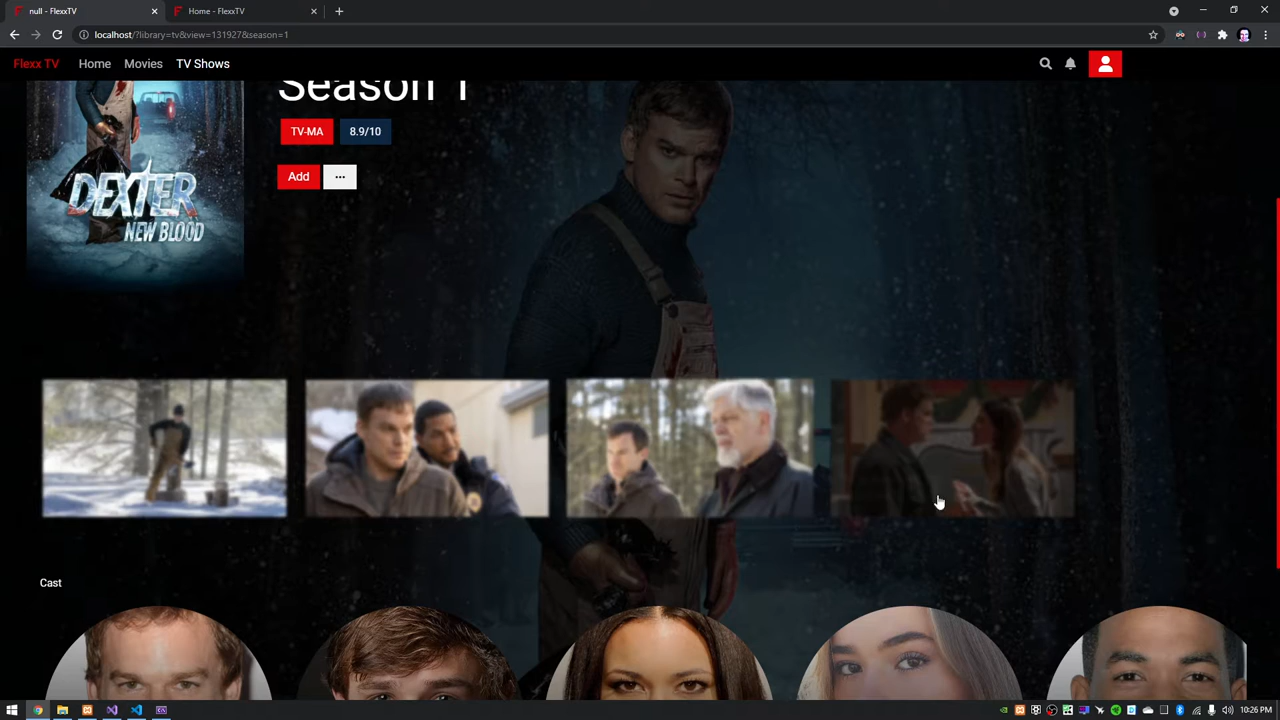 null - FlexxTV
Home - FlexxTV
localhost/?library=tv&view=131927&season=1
Flexx TV
Home
Movies
TV Shows
Season 1
TV-MA
8.9/10
Add
...
DEXTER
NEW BLOOD
Cast
10:26 PM